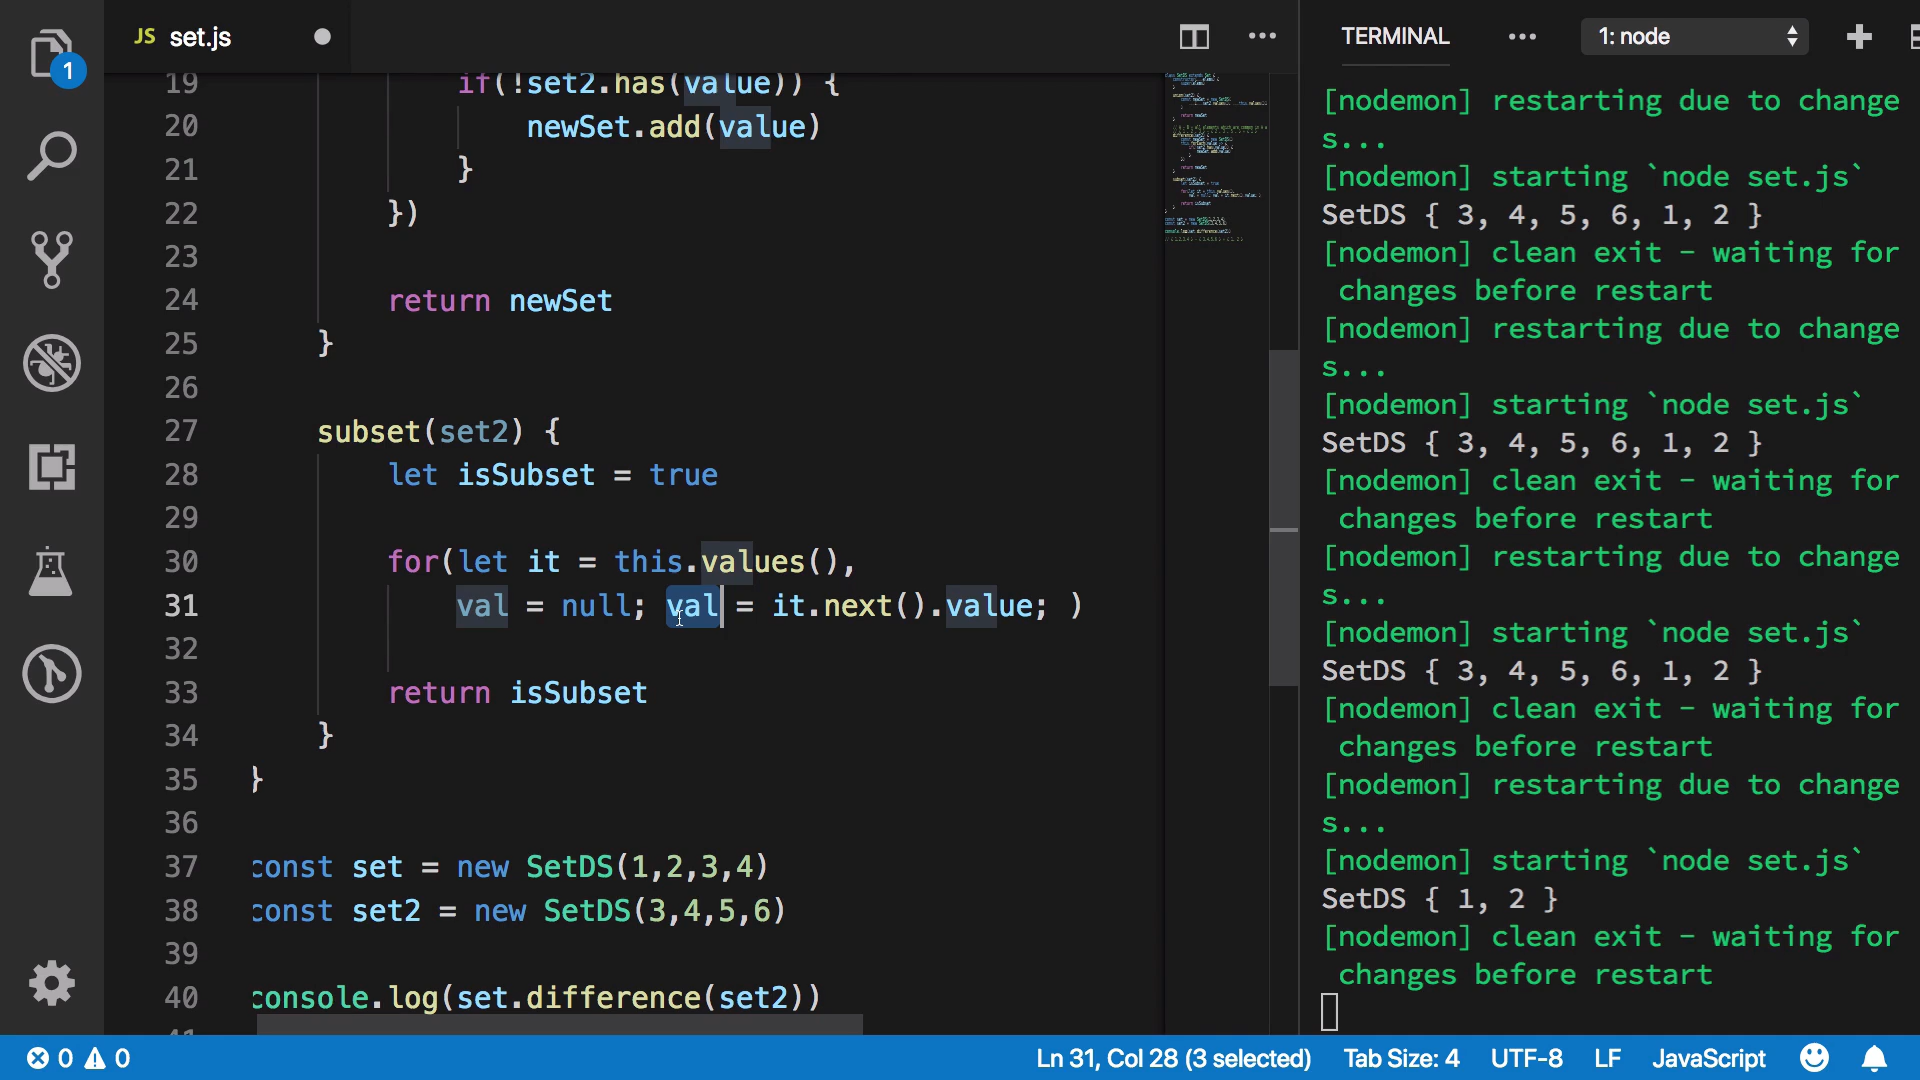 JS set.js
19 if(!set2.has(value)) {
20 newSet.add(value)
21 }
22 })
23
24 return newSet
25 }
26
27 subset(set2) {
28 let isSubset = true
29
30 for(let it = this.values(),
31 val = null; val = it.next().value; )
32
33 return isSubset
34 }
35 }
36
37 const set = new SetDS(1,2,3,4)
38 const set2 = new SetDS(3,4,5,6)
39
40 console.log(set.difference(set2))
41
1
TERMINAL ... 1: node
[nodemon] restarting due to change
s...
[nodemon] starting `node set.js`
SetDS { 3, 4, 5, 6, 1, 2 }
[nodemon] clean exit - waiting for
changes before restart
[nodemon] restarting due to change
s...
[nodemon] starting `node set.js`
SetDS { 3, 4, 5, 6, 1, 2 }
[nodemon] clean exit - waiting for
changes before restart
[nodemon] restarting due to change
s...
[nodemon] starting `node set.js`
SetDS { 3, 4, 5, 6, 1, 2 }
[nodemon] clean exit - waiting for
changes before restart
[nodemon] restarting due to change
s...
[nodemon] starting `node set.js`
SetDS { 1, 2 }
[nodemon] clean exit - waiting for
changes before restart
0 0 Ln 31, Col 28 (3 selected) Tab Size: 4 UTF-8 LF JavaScript